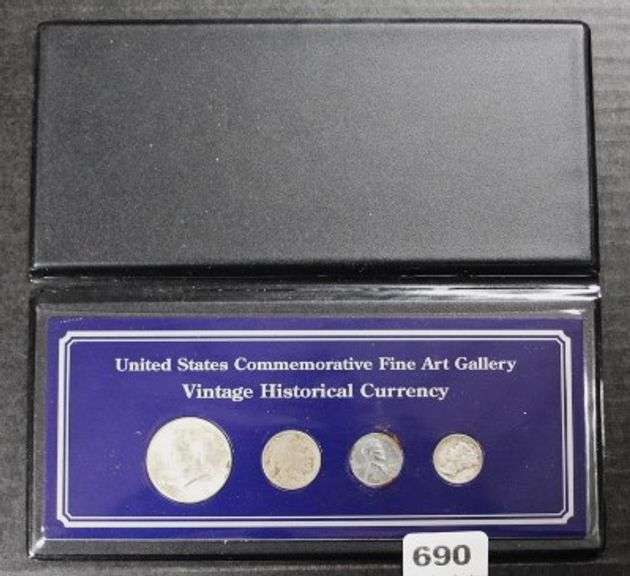 United States Commemorative Fine Art Gallery
Vintage Historical Currency
690